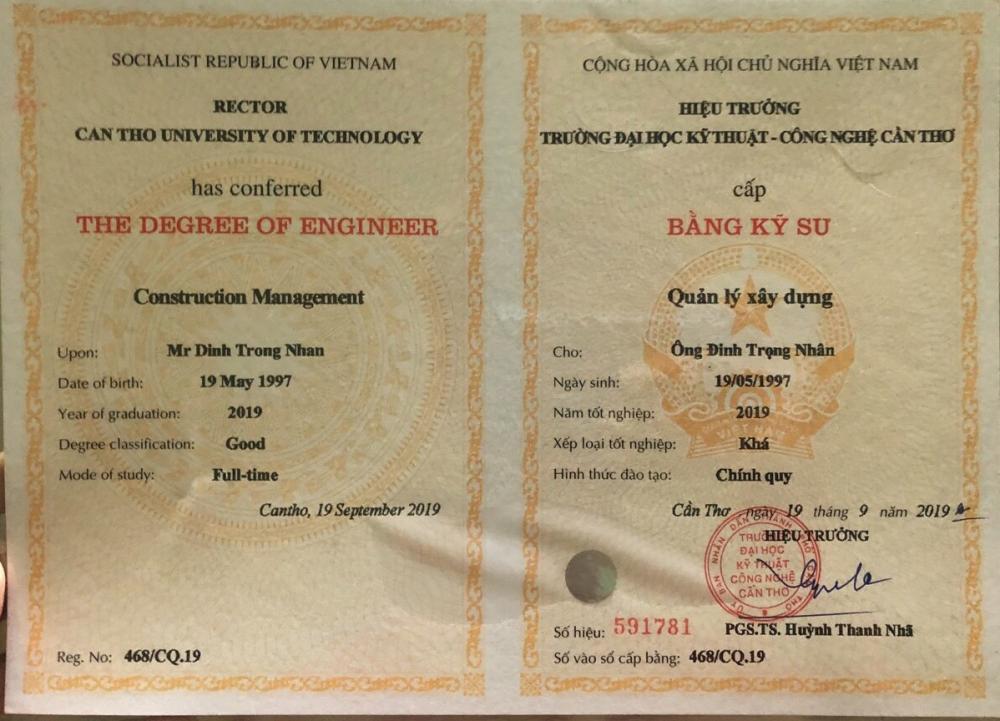 SOCIALIST REPUBLIC OF VIETNAM
RECTOR
CAN THO UNIVERSITY OF TECHNOLOGY
has conferred
THE DEGREE OF ENGINEER
Construction Management
Upon: Mr Dinh Trong Nhan
Date of birth: 19 May 1997
Year of graduation: 2019
Degree classification: Good
Mode of study: Full-time
Cantho, 19 September 2019
Reg. No: 468/CQ.19
CỘNG HÒA XÃ HỘI CHỦ NGHĨA VIỆT NAM
HIỆU TRƯỞNG
TRƯỜNG ĐẠI HỌC KỸ THUẬT - CÔNG NGHỆ CẦN THƠ
cấp
BẰNG KỸ SƯ
Quản lý xây dựng
Cho: Ông Đinh Trọng Nhân
Ngày sinh: 19/05/1997
Năm tốt nghiệp: 2019
VIỆT NAM
Xếp loại tốt nghiệp: Khá
Hình thức đào tạo: Chính quy
Cần Thơ ngày 19 tháng 9 năm 2019
HIỆU TRƯỞNG
TRƯỜNG
ĐẠI HỌC
KỸ THUẬT
CÔNG NGHỆ
CẦN THƠ
Số hiệu: 591781
PGS.TS. Huỳnh Thanh Nhã
Số vào sổ cấp bằng: 468/CQ.19